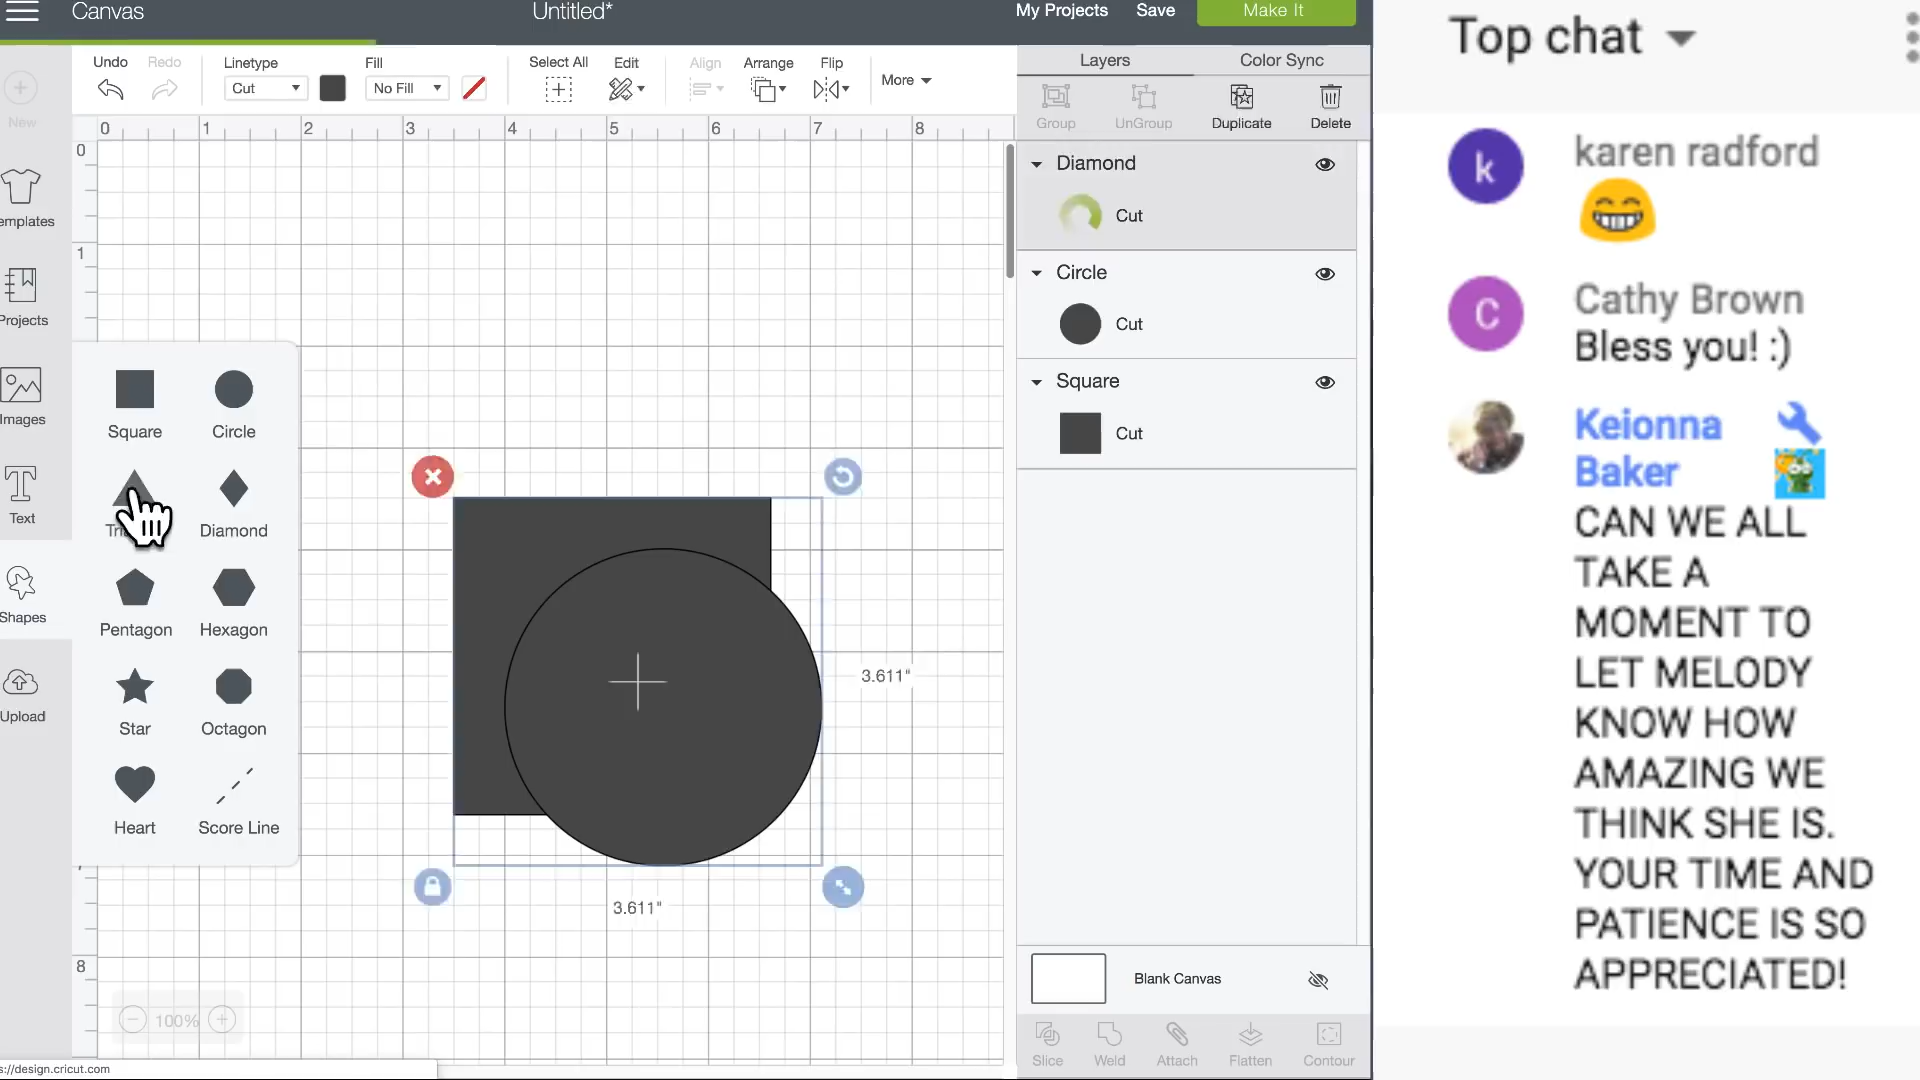 Canvas
Untitled*
My Projects
Save
Make It
Undo
Redo
Linetype
Cut
Fill
No Fill
Select All
Edit
Align
Arrange
Flip
More
0 1 2 3 4 5 6 7 8
0
1
8
New
emplates
Projects
Images
Text
Shapes
Upload
Square
Circle
Diamond
Pentagon
Hexagon
Star
Octagon
Heart
Score Line
3.611"
3.611"
100%
s://design.cricut.com
Layers
Color Sync
Group
UnGroup
Duplicate
Delete
Diamond
Cut
Circle
Cut
Square
Cut
Blank Canvas
Slice
Weld
Attach
Flatten
Contour
Top chat
k
karen radford
C
Cathy Brown
Bless you! :)
Keionna
Baker
CAN WE ALL
TAKE A
MOMENT TO
LET MELODY
KNOW HOW
AMAZING WE
THINK SHE IS.
YOUR TIME AND
PATIENCE IS SO
APPRECIATED!